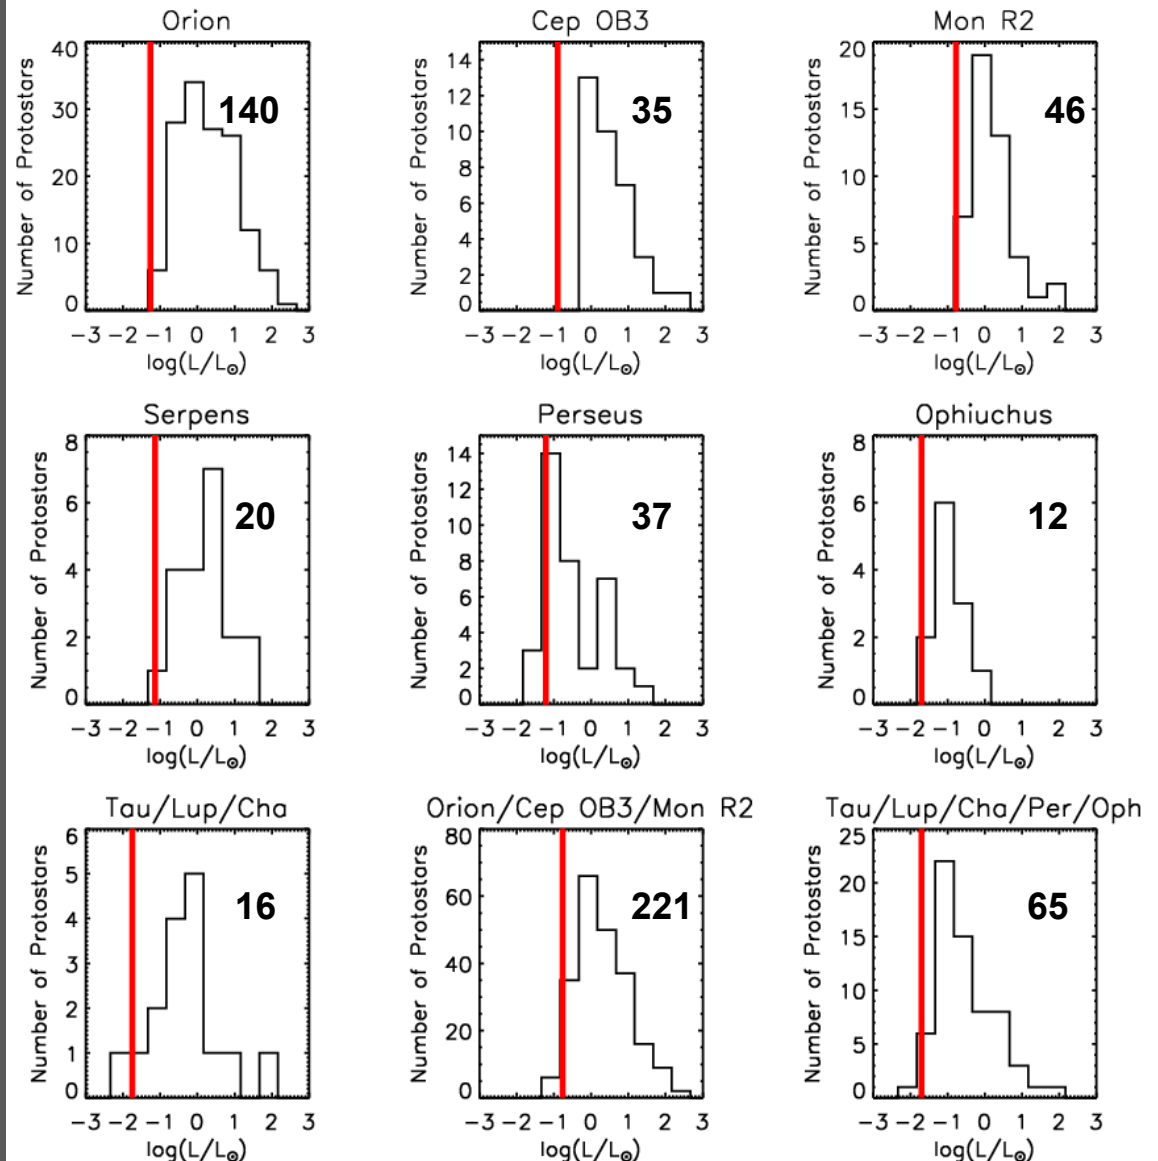 Orion
Number of Protostars
40
30
20
10
0
140
−3 −2 −1 0 1 2 3
log(L/L⊙)
Cep OB3
Number of Protostars
14
12
10
8
6
4
2
0
35
−3 −2 −1 0 1 2 3
log(L/L⊙)
Mon R2
Number of Protostars
20
15
10
5
0
46
−3 −2 −1 0 1 2 3
log(L/L⊙)
Serpens
Number of Protostars
8
6
4
2
0
20
−3 −2 −1 0 1 2 3
log(L/L⊙)
Perseus
Number of Protostars
14
12
10
8
6
4
2
0
37
−3 −2 −1 0 1 2 3
log(L/L⊙)
Ophiuchus
Number of Protostars
8
6
4
2
0
12
−3 −2 −1 0 1 2 3
log(L/L⊙)
Tau/Lup/Cha
Number of Protostars
6
5
4
3
2
1
0
16
−3 −2 −1 0 1 2 3
log(L/L⊙)
Orion/Cep OB3/Mon R2
Number of Protostars
80
60
40
20
0
221
−3 −2 −1 0 1 2 3
log(L/L⊙)
Tau/Lup/Cha/Per/Oph
Number of Protostars
25
20
15
10
5
0
65
−3 −2 −1 0 1 2 3
log(L/L⊙)